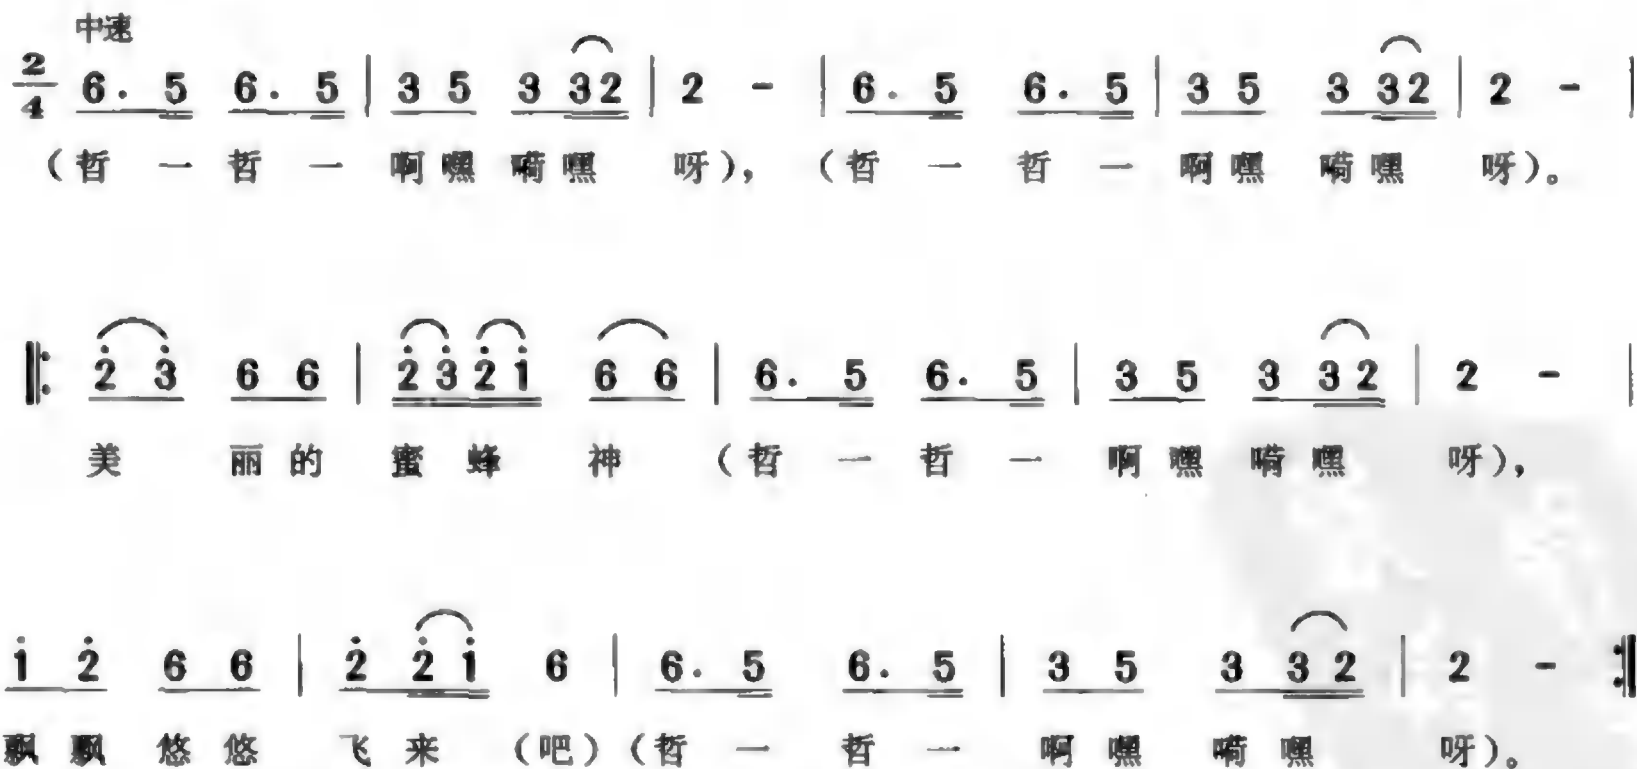 中速
2/4 6. 5 6. 5 | 3 5 3 32 | 2 - | 6. 5 6. 5 | 3 5 3 32 | 2 - |
（哲 一 哲 一 啊嘿 嗬嘿 呀），（哲 一 哲 一 啊嘿 嗬嘿 呀）。
‖: 2̇ 3̇ 6 6 | 2̇3̇2̇1̇ 6 6 | 6. 5 6. 5 | 3 5 3 32 | 2 - |
美 丽的 蜜蜂 神 （哲 一 哲 一 啊嘿 嗬嘿 呀），
1̇ 2̇ 6 6 | 2̇ 2̇1̇ 6 | 6. 5 6. 5 | 3 5 3 32 | 2 - :‖
飘飘 悠悠 飞来 （吧）（哲 一 哲 一 啊嘿 嗬嘿 呀）。